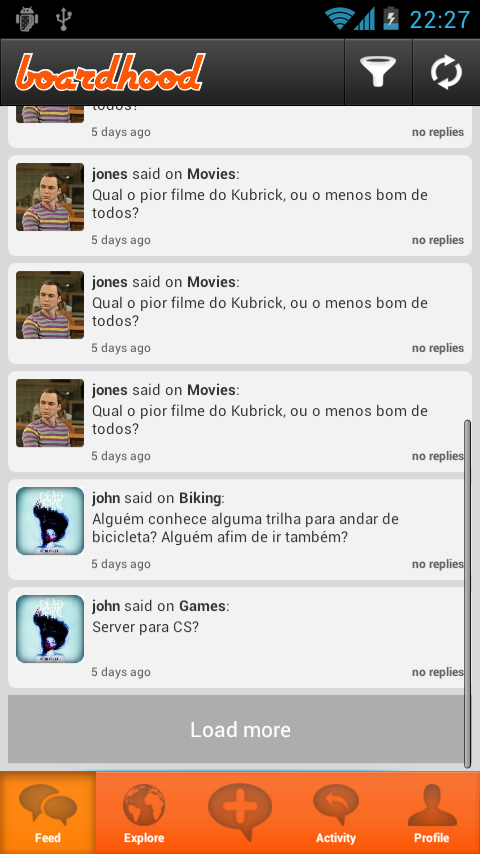 22:27
boardhood
todos?
5 days ago no replies
jones said on Movies:
Qual o pior filme do Kubrick, ou o menos bom de
todos?
5 days ago no replies
jones said on Movies:
Qual o pior filme do Kubrick, ou o menos bom de
todos?
5 days ago no replies
jones said on Movies:
Qual o pior filme do Kubrick, ou o menos bom de
todos?
5 days ago no replies
john said on Biking:
Alguém conhece alguma trilha para andar de
bicicleta? Alguém afim de ir também?
5 days ago no replies
john said on Games:
Server para CS?
5 days ago no replies
Load more
Feed Explore Activity Profile